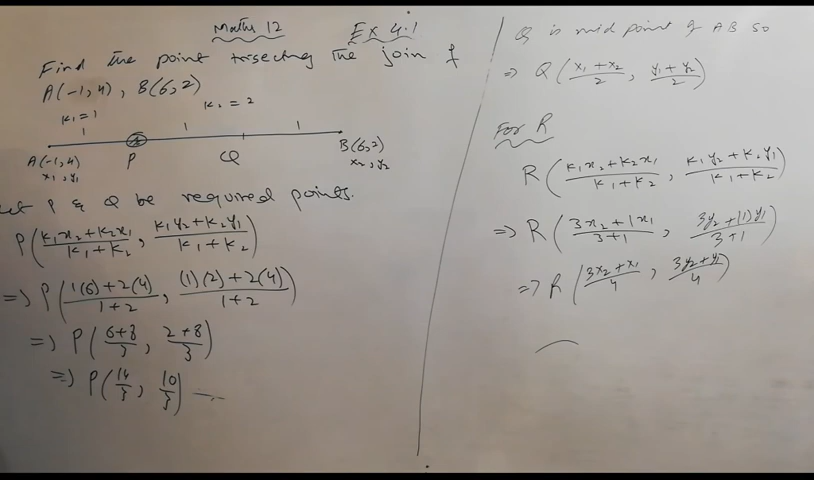 Maths 12 Ex 4.1
Find the point trisecting the join of
A(-1,4), B(6,2)
K₁=1 K₂ = 2
1 1 1
A(-1,4) P Q B(6,2)
x₁, y₁ x₂, y₂
Let P & Q be required points.
P(K₁x₂+K₂x₁/K₁+K₂, K₁y₂+K₂y₁/K₁+K₂)
=> P(1(6)+2(4)/1+2, (1)(2)+2(4)/1+2)
=> P(6+8/3, 2+8/3)
=> P(14/3, 10/3)
Q is mid point of AB so
=> Q(x₁+x₂/2, y₁+y₂/2)
For R
R(K₁x₂+K₂x₁/K₁+K₂, K₁y₂+K₂y₁/K₁+K₂)
=> R(3x₂+1x₁/3+1, 3y₂+(1)y₁/3+1)
=> R(3x₂+x₁/4, 3y₂+y₁/4)